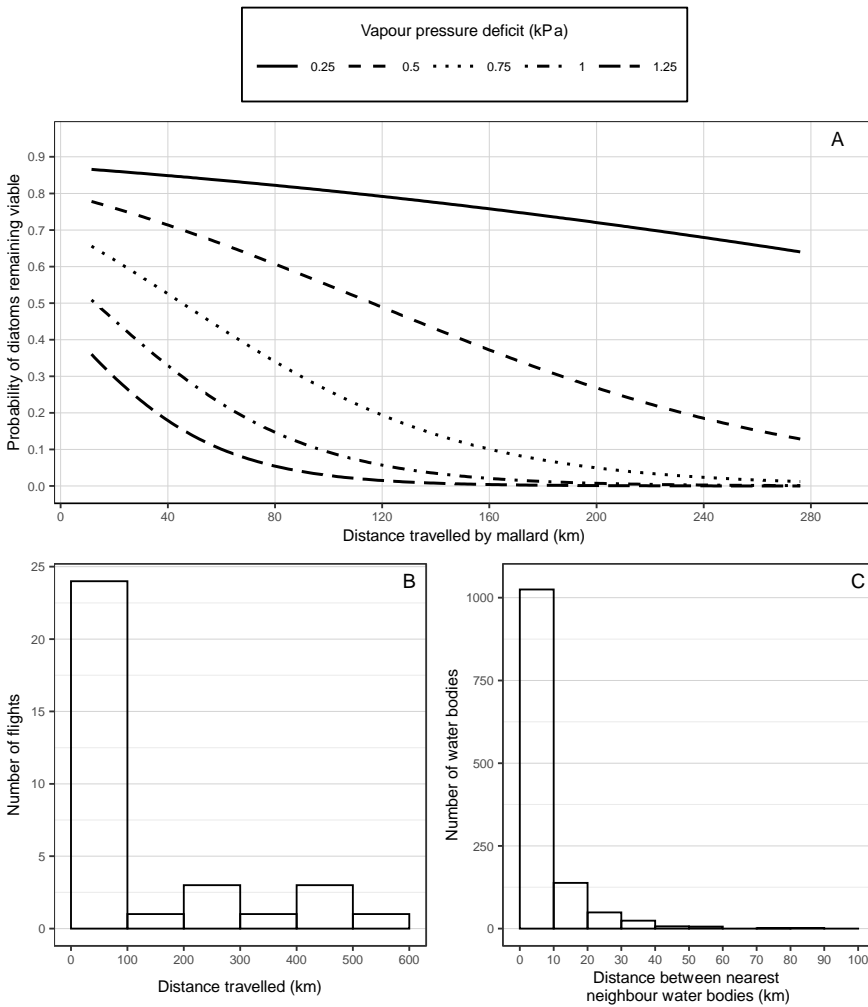 Vapour pressure deficit (kPa)
0.25 0.5 0.75 1 1.25
A
Probability of diatoms remaining viable
0.9
0.8
0.7
0.6
0.5
0.4
0.3
0.2
0.1
0.0
0 40 80 120 160 200 240 280
Distance travelled by mallard (km)
B
Number of flights
25
20
15
10
5
0
0 100 200 300 400 500 600
Distance travelled (km)
C
Number of water bodies
1000
750
500
250
0
0 10 20 30 40 50 60 70 80 90 100
Distance between nearest
neighbour water bodies (km)